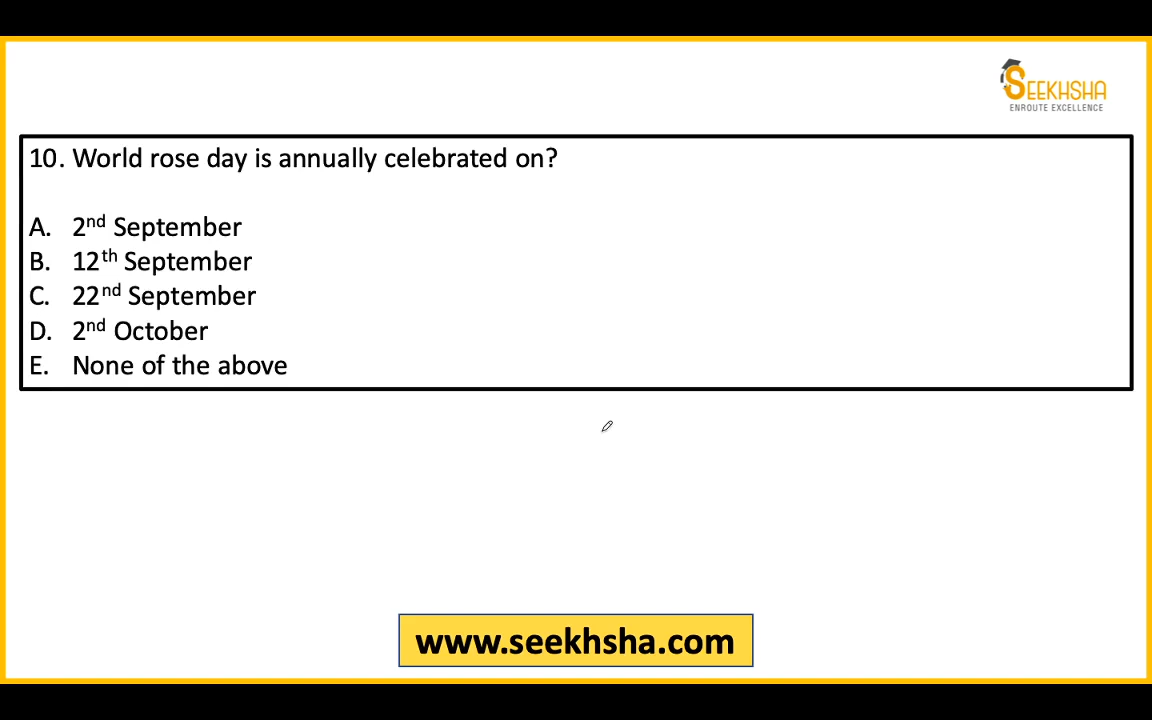 SEEKHSHA
ENROUTE EXCELLENCE
10. World rose day is annually celebrated on?
A. 2nd September
B. 12th September
C. 22nd September
D. 2nd October
E. None of the above
www.seekhsha.com